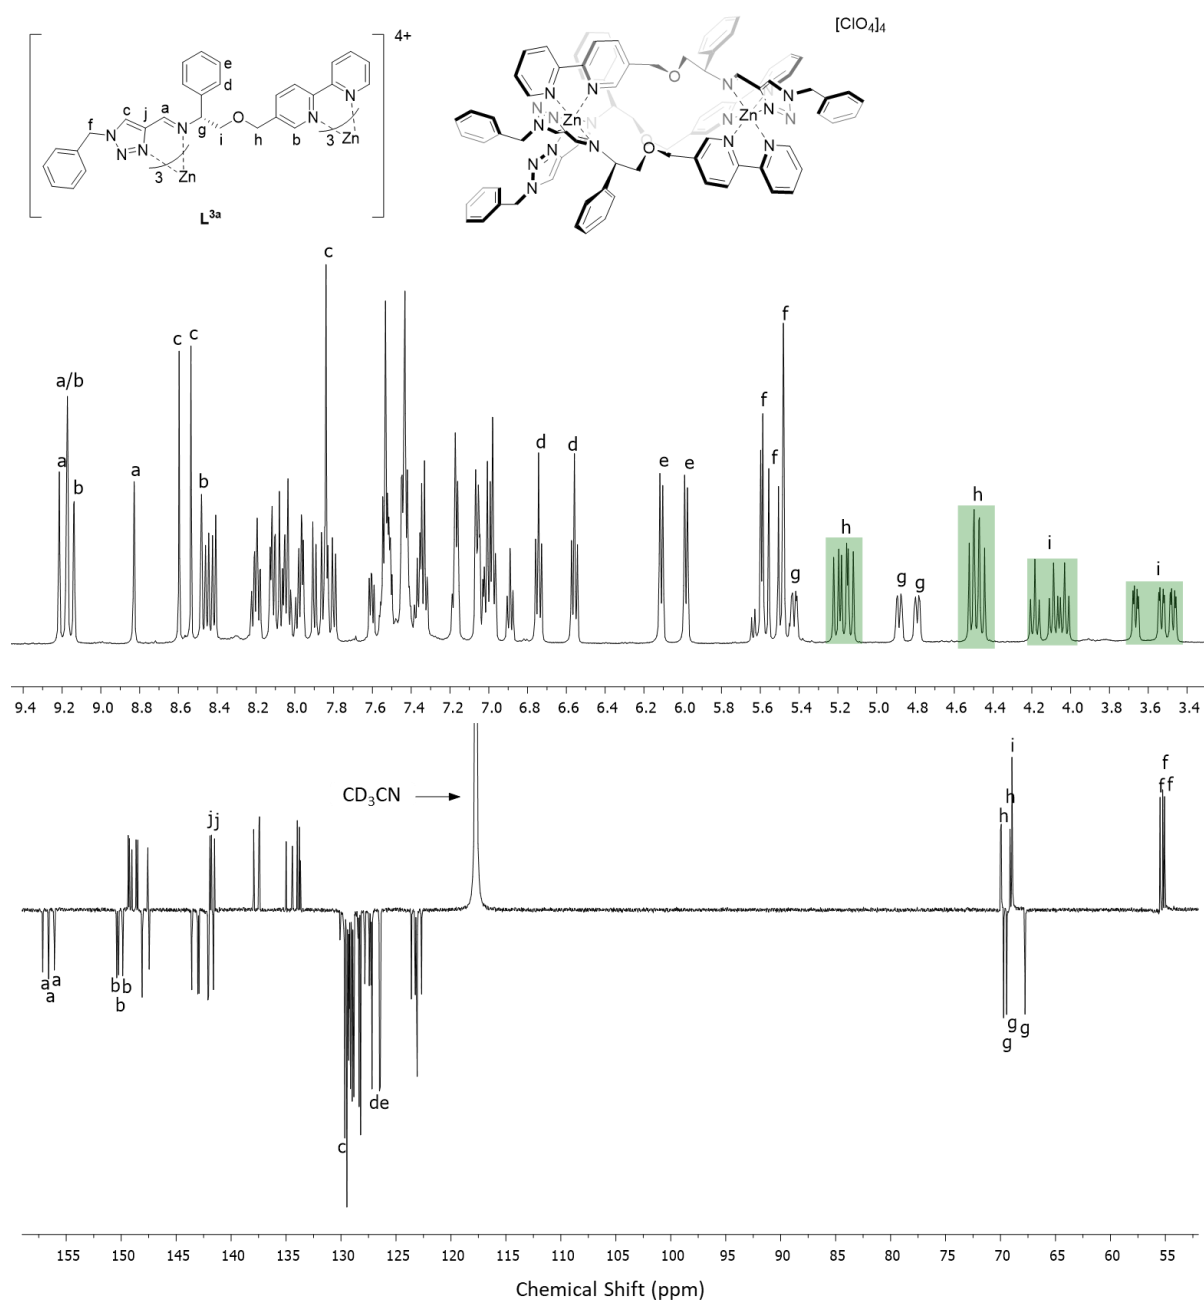 4+
[ClO₄]₄
e
d
c j a
f
N
N
O
N
N
N=N
g
i
h
b
3
Zn
3
Zn
L³ᵃ
N
N
O
N
N
Zn
N
N
N
N
N
Zn
N
N
N
O
N
N
N
N
N
N
c
c
c
f
a/b
f
a
b
a
b
d
d
f
e
e
h
h
g
g
g
i
i
9.4 9.2 9.0 8.8 8.6 8.4 8.2 8.0 7.8 7.6 7.4 7.2 7.0 6.8 6.6 6.4 6.2 6.0 5.8 5.6 5.4 5.2 5.0 4.8 4.6 4.4 4.2 4.0 3.8 3.6 3.4
CD₃CN
i
f
h
f f
h
jj
a a
a
b b
b
c
de
g g
g
155 150 145 140 135 130 125 120 115 110 105 100 95 90 85 80 75 70 65 60 55
Chemical Shift (ppm)